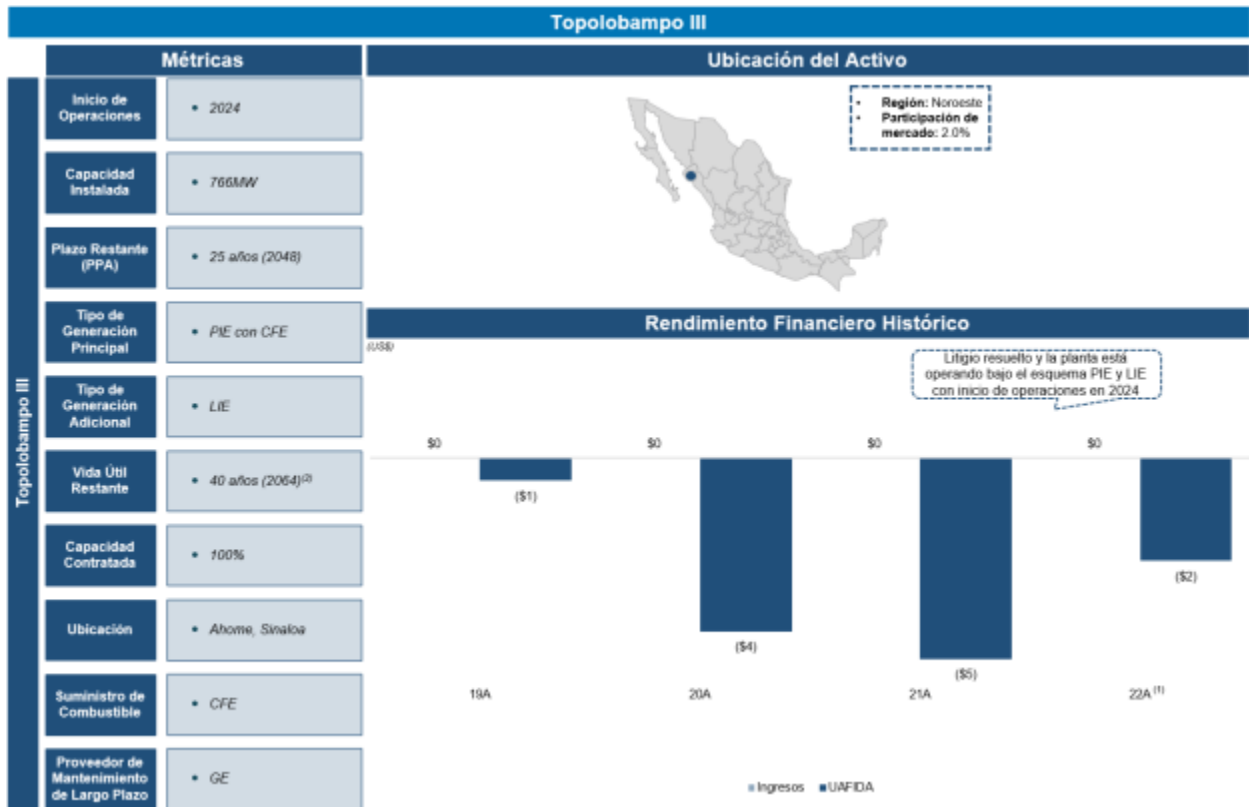 Topolobampo III
Métricas
Ubicación del Activo
Topolobampo III
Inicio de
Operaciones
• 2024
Capacidad
Instalada
• 766MW
Plazo Restante
(PPA)
• 25 años (2048)
Tipo de
Generación
Principal
• PIE con CFE
Tipo de
Generación
Adicional
• LIE
Vida Útil
Restante
• 40 años (2064)⁽²⁾
Capacidad
Contratada
• 100%
Ubicación
• Ahome, Sinaloa
Suministro de
Combustible
• CFE
Proveedor de
Mantenimiento
de Largo Plazo
• GE
• Región: Noroeste
• Participación de
mercado: 2.0%
Rendimiento Financiero Histórico
(US$)
Litigio resuelto y la planta está
operando bajo el esquema PIE y LIE
con inicio de operaciones en 2024
$0 $0 $0 $0
($1)
($4)
($5)
($2)
19A 20A 21A 22A ⁽¹⁾
Ingresos UAFIDA